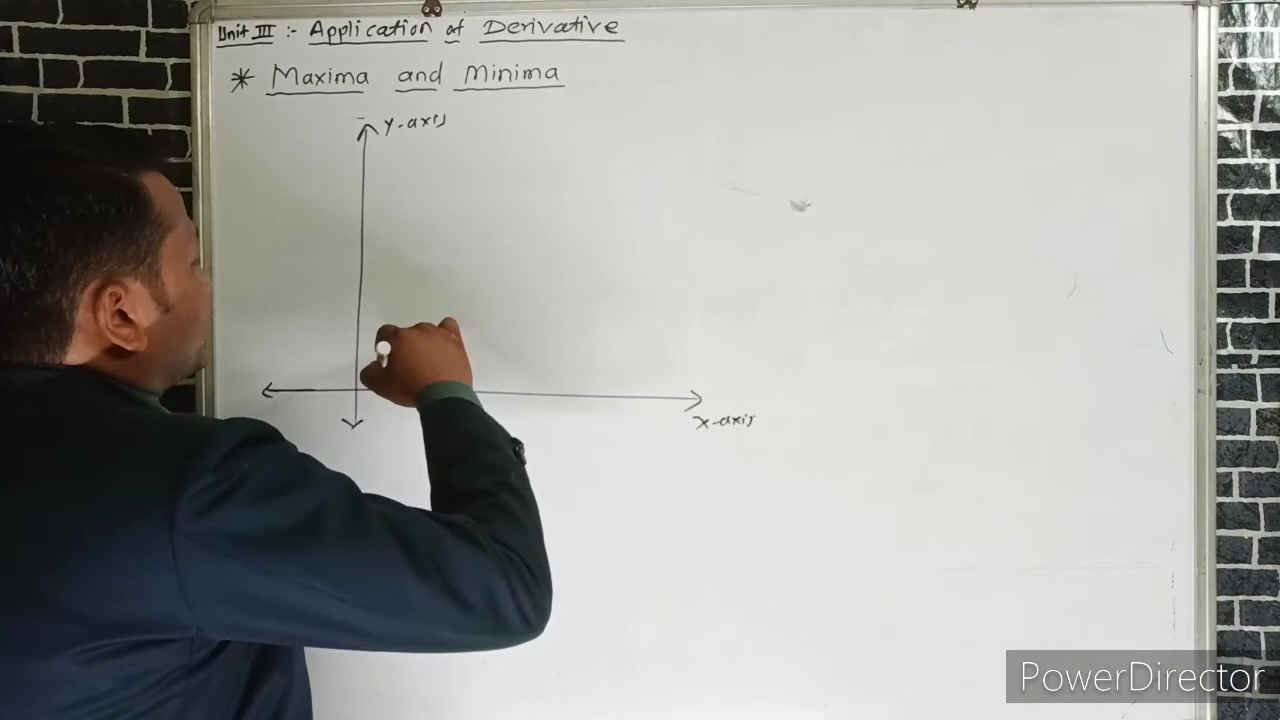 Unit III :- Application of Derivative
* Maxima and Minima
Y-axis
X-axis
PowerDirector